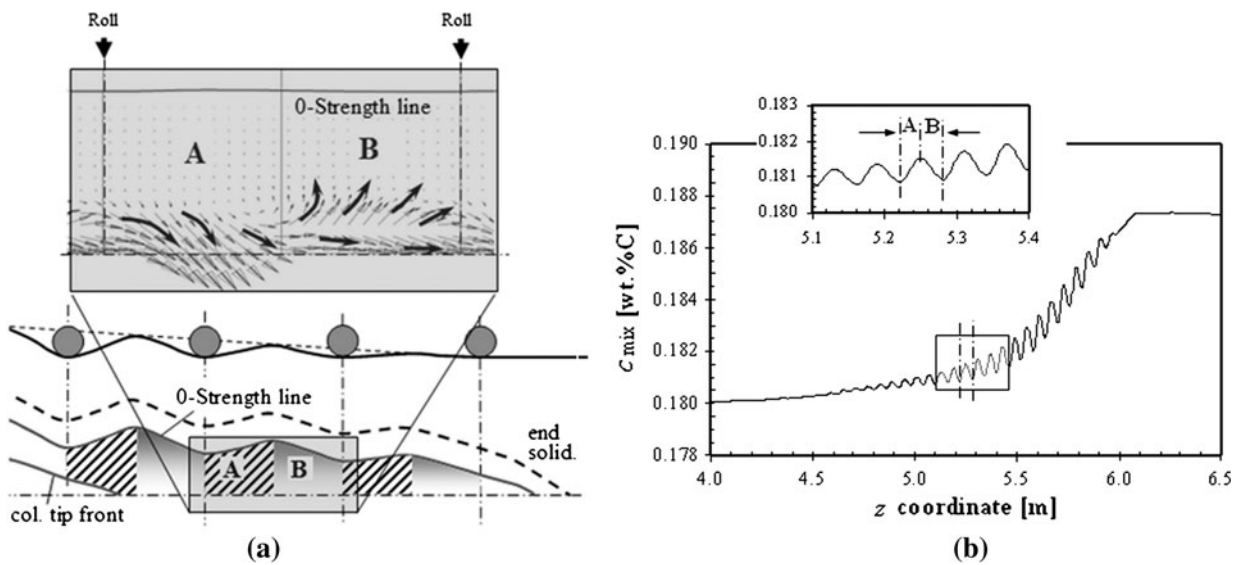 Roll
Roll
0-Strength line
A
B
0-Strength line
A
B
end
solid.
col. tip front
(a)
0.183
0.182
0.181
0.180
A
B
5.1
5.2
5.3
5.4
0.190
0.188
0.186
0.184
0.182
0.180
0.178
c mix [wt.%C]
4.0
4.5
5.0
5.5
6.0
6.5
z coordinate [m]
(b)